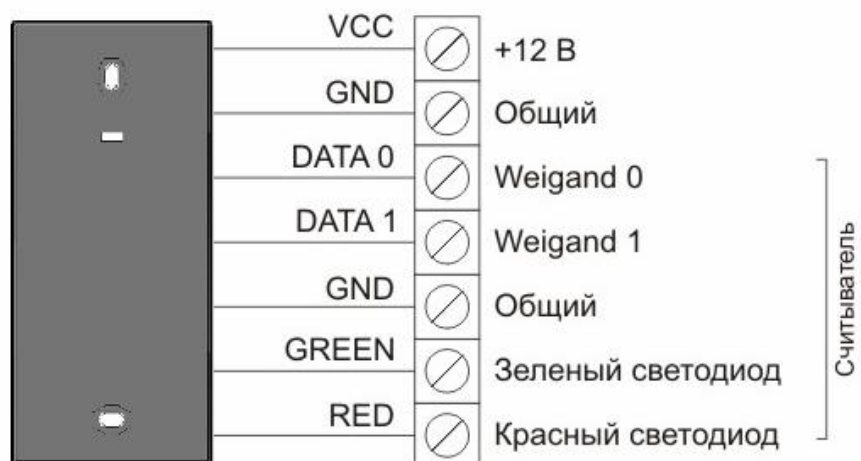 VCC +12 В
GND Общий
DATA 0 Weigand 0
DATA 1 Weigand 1
GND Общий
GREEN Зеленый светодиод
RED Красный светодиод
Считыватель